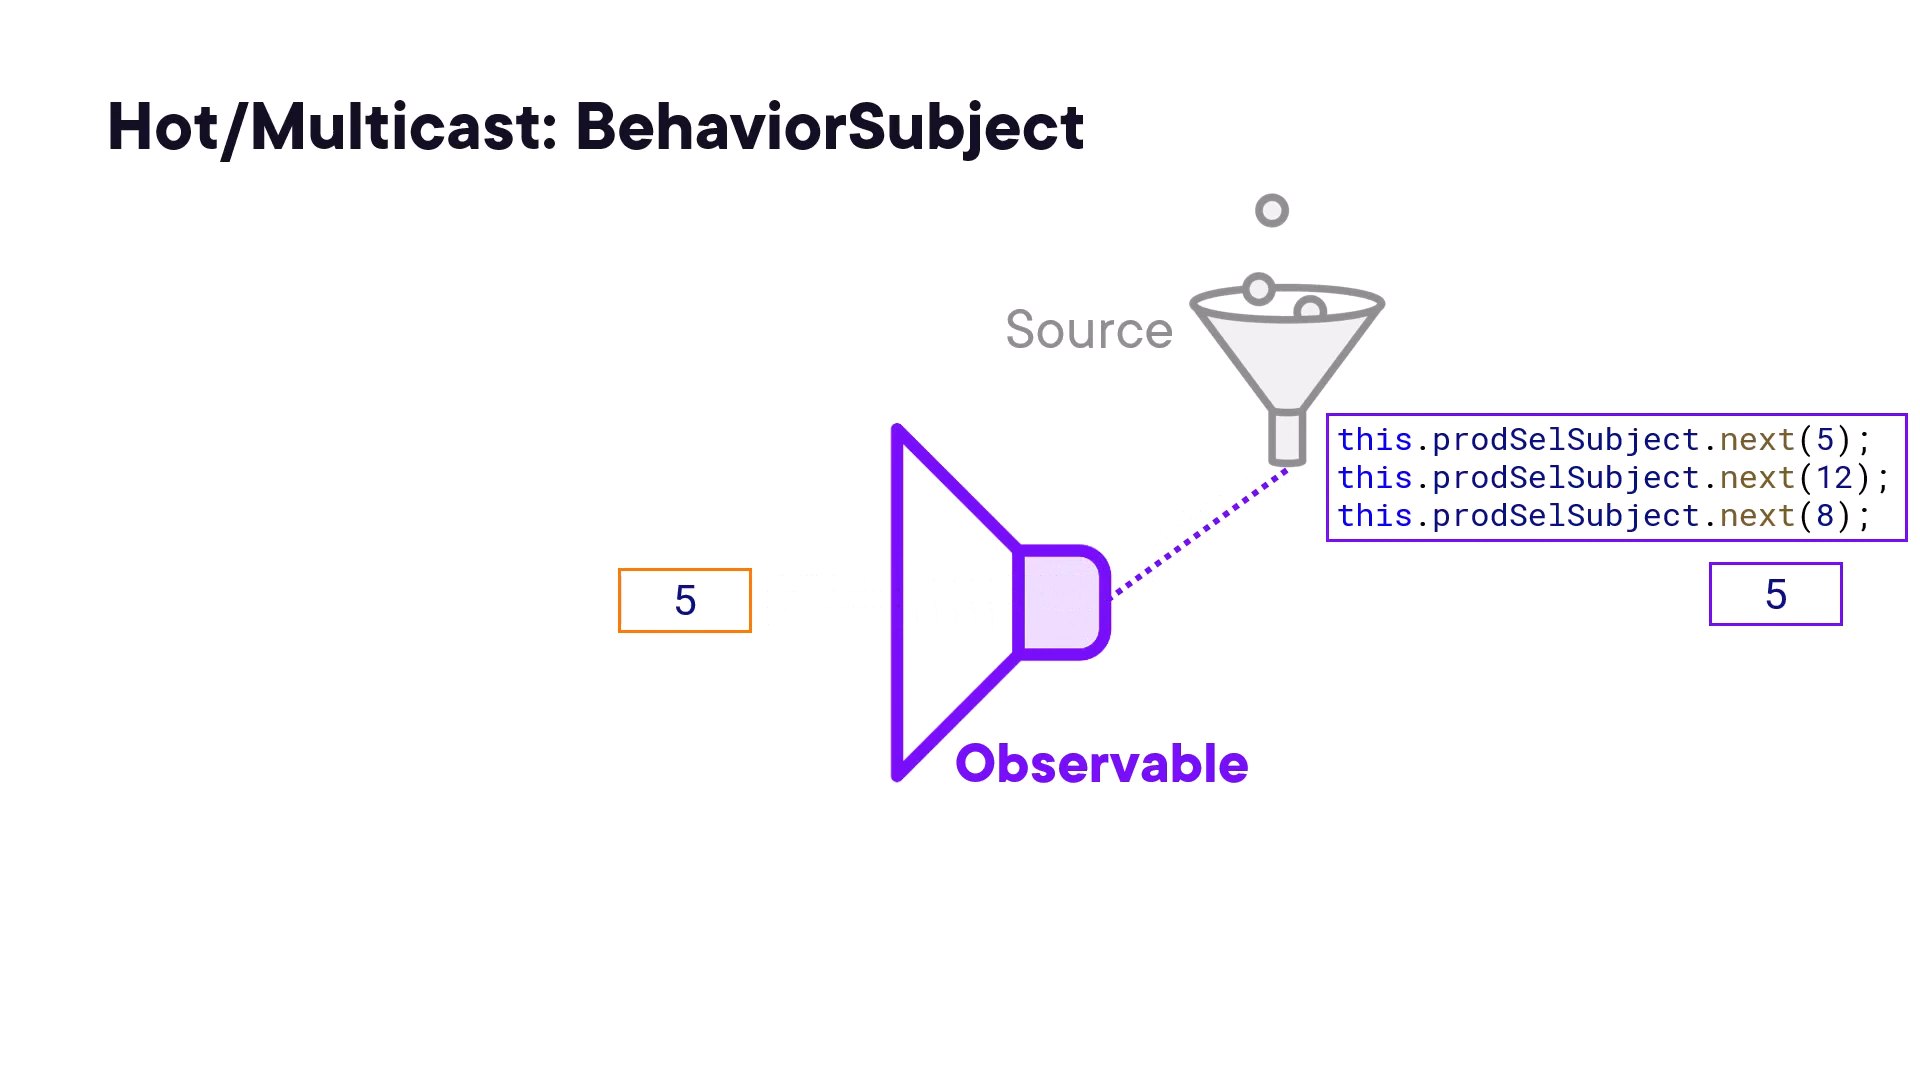 Hot/Multicast: BehaviorSubject
Source
this.prodSelSubject.next(5);
this.prodSelSubject.next(12);
this.prodSelSubject.next(8);
5
5
Observable